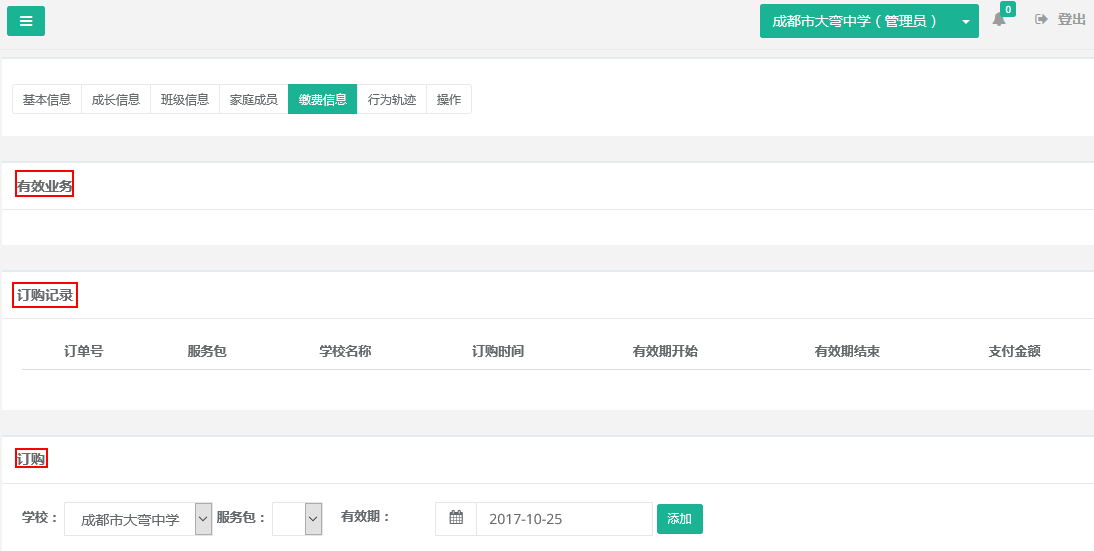 成都市大弯中学（管理员） 0 登出
基本信息 成长信息 班级信息 家庭成员 缴费信息 行为轨迹 操作
有效业务
订购记录
订单号 服务包 学校名称 订购时间 有效期开始 有效期结束 支付金额
订购
学校： 成都市大弯中学 服务包： 有效期： 2017-10-25 添加